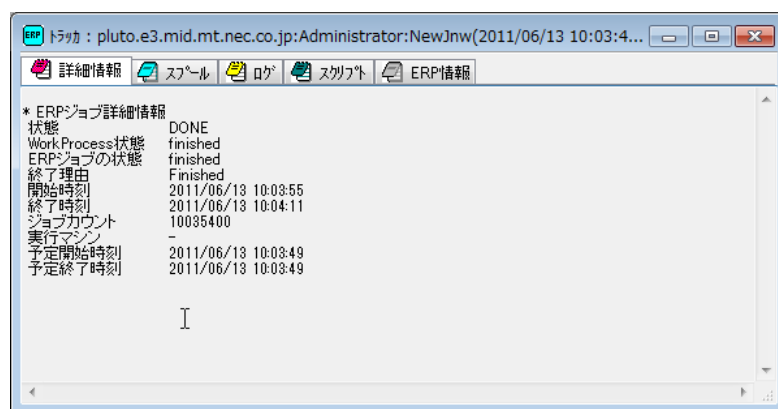 ERP トラッカ : pluto.e3.mid.mt.nec.co.jp:Administrator:NewJnw(2011/06/13 10:03:4...
詳細情報 スプール ログ スクリプト ERP情報
* ERPジョブ詳細情報
状態 DONE
WorkProcess状態 finished
ERPジョブの状態 finished
終了理由 Finished
開始時刻 2011/06/13 10:03:55
終了時刻 2011/06/13 10:04:11
ジョブカウント 10035400
実行マシン -
予定開始時刻 2011/06/13 10:03:49
予定終了時刻 2011/06/13 10:03:49